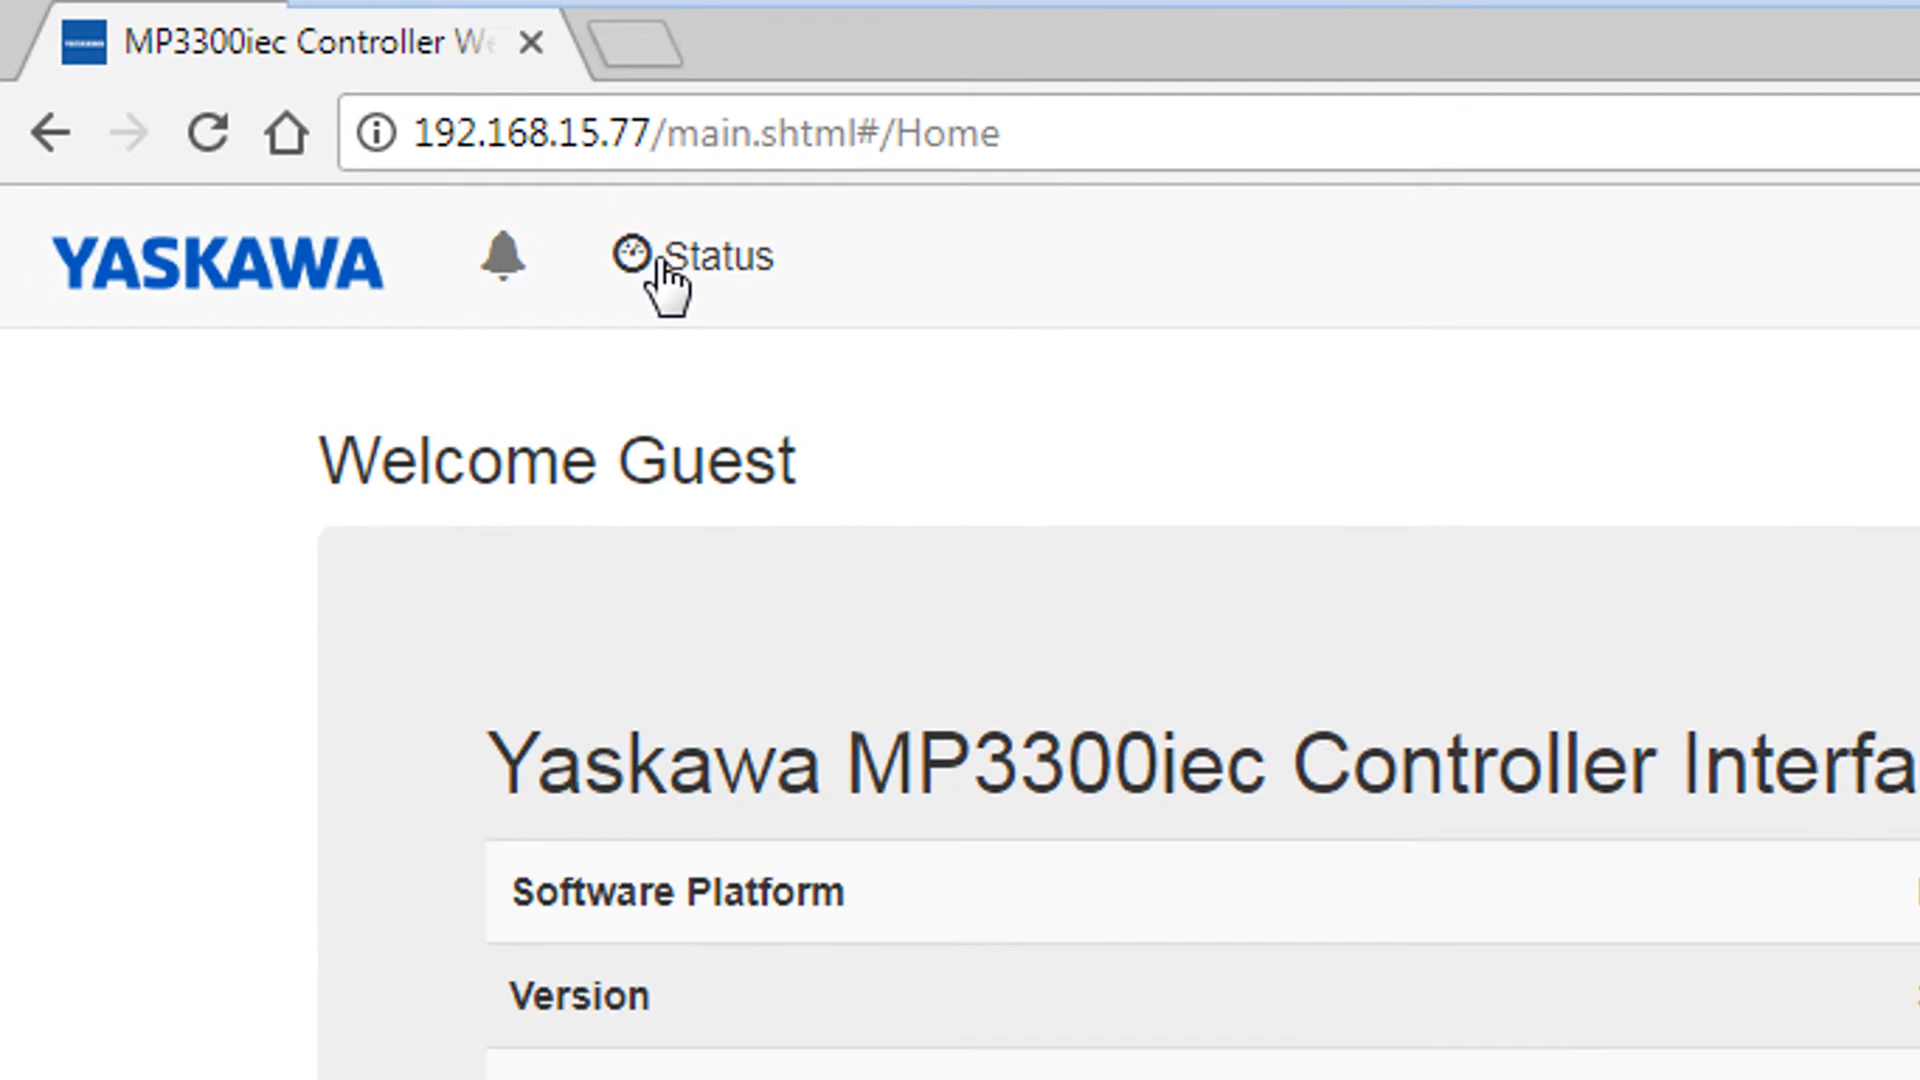 MP3300iec Controller We
192.168.15.77/main.shtml#/Home
YASKAWA
Status
Welcome Guest
Yaskawa MP3300iec Controller Interfa
Software Platform
Version